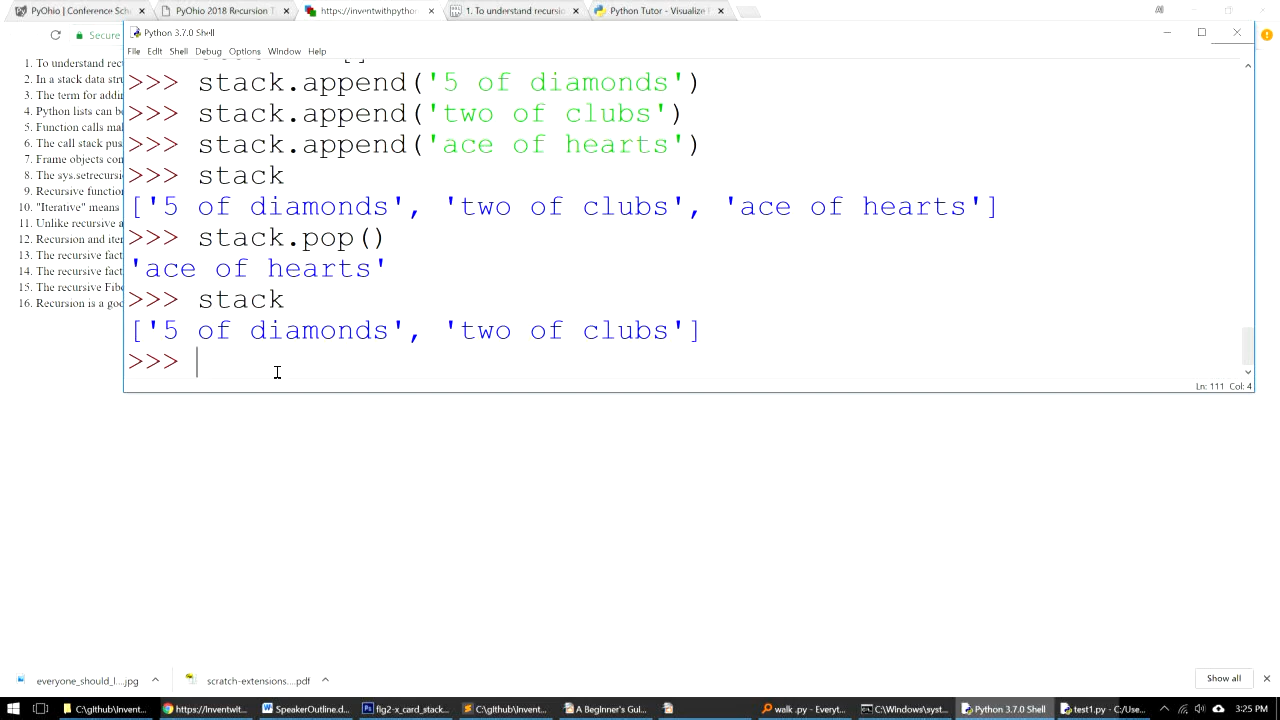 PyOhio | Conference Sch
PyOhio 2018 Recursion T
https://inventwithpytho
1. To understand recursi
Python Tutor - Visualize E
Secure
Python 3.7.0 Shell
File Edit Shell Debug Options Window Help
1. To understand rec
2. In a stack data stru
3. The term for addin
4. Python lists can be
5. Function calls mak
6. The call stack pus
7. Frame objects con
8. The sys.setrecursi
9. Recursive function
10. "Iterative" means
11. Unlike recursive a
12. Recursion and iter
13. The recursive fact
14. The recursive fact
15. The recursive Fibo
16. Recursion is a goo
>>> stack.append('5 of diamonds')
>>> stack.append('two of clubs')
>>> stack.append('ace of hearts')
>>> stack
['5 of diamonds', 'two of clubs', 'ace of hearts']
>>> stack.pop()
'ace of hearts'
>>> stack
['5 of diamonds', 'two of clubs']
>>>
Ln: 111 Col: 4
everyone_should_l....jpg
scratch-extensions....pdf
Show all
C:\github\Invent...
https://Inventwit...
SpeakerOutline.d...
fig2-x_card_stack...
C:\github\Invent...
A Beginner's Gui...
walk .py - Everyt...
C:\Windows\syst...
Python 3.7.0 Shell
test1.py - C:/Use...
3:25 PM